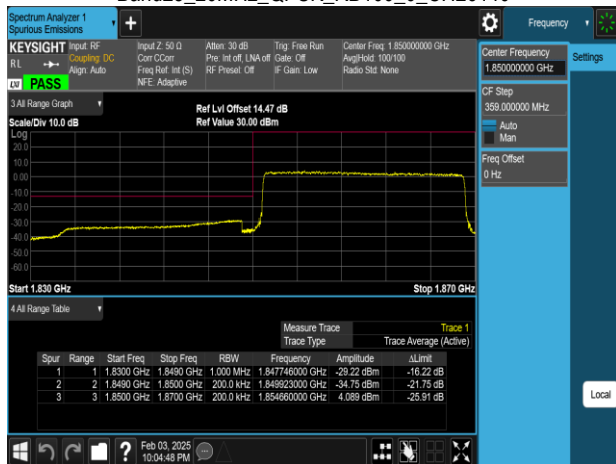 Spectrum Analyzer 1
Spurious Emissions
+
Frequency
KEYSIGHT
RL
PASS
Input: RF
Coupling: DC
Align: Auto
Input Z: 50 Ω
Corr CCorr
Freq Ref: Int (S)
NFE: Adaptive
Atten: 30 dB
Pre: Int off, LNA off
RF Presel: Off
Trig: Free Run
Gate: Off
IF Gain: Low
Center Freq: 1.850000000 GHz
Avg|Hold: 100/100
Radio Std: None
Center Frequency
1.850000000 GHz
Settings
CF Step
359.000000 MHz
Auto
Man
Freq Offset
0 Hz
Local
3 All Range Graph
Scale/Div 10.0 dB
Ref Lvl Offset 14.47 dB
Ref Value 30.00 dBm
Log
20.0
10.0
0.00
-10.0
-20.0
-30.0
-40.0
-50.0
-60.0
Start 1.830 GHz
Stop 1.870 GHz
4 All Range Table
Measure Trace Trace 1
Trace Type Trace Average (Active)
Spur Range Start Freq Stop Freq RBW Frequency Amplitude ΔLimit
1 1 1.8300 GHz 1.8490 GHz 1.000 MHz 1.847746000 GHz -29.22 dBm -16.22 dB
2 2 1.8490 GHz 1.8500 GHz 200.0 kHz 1.849923000 GHz -34.75 dBm -21.75 dB
3 3 1.8500 GHz 1.8700 GHz 200.0 kHz 1.854660000 GHz 4.089 dBm -25.91 dB
?
Feb 03, 2025
10:04:48 PM